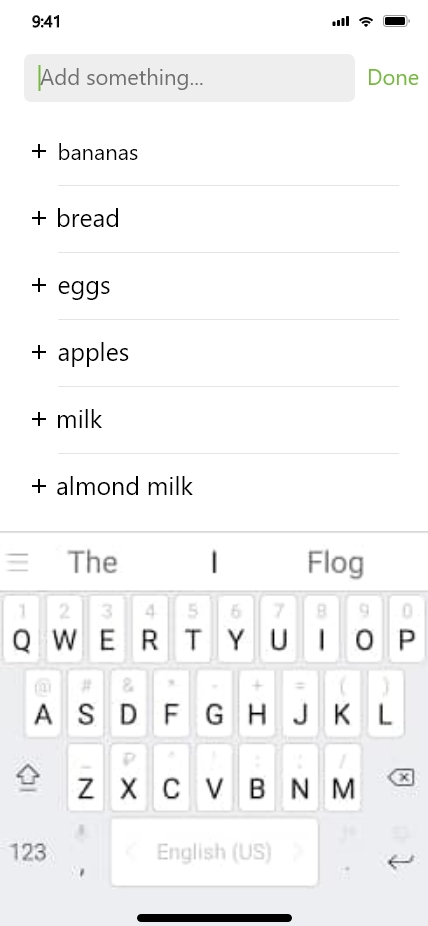 9:41
Add something...
Done
+ bananas
+ bread
+ eggs
+ apples
+ milk
+ almond milk
The I Flog
1 2 3 4 5 6 7 8 9 0
Q W E R T Y U I O P
@ # & * - + = ( )
A S D F G H J K L
Z X C V B N M
123 , English (US) .